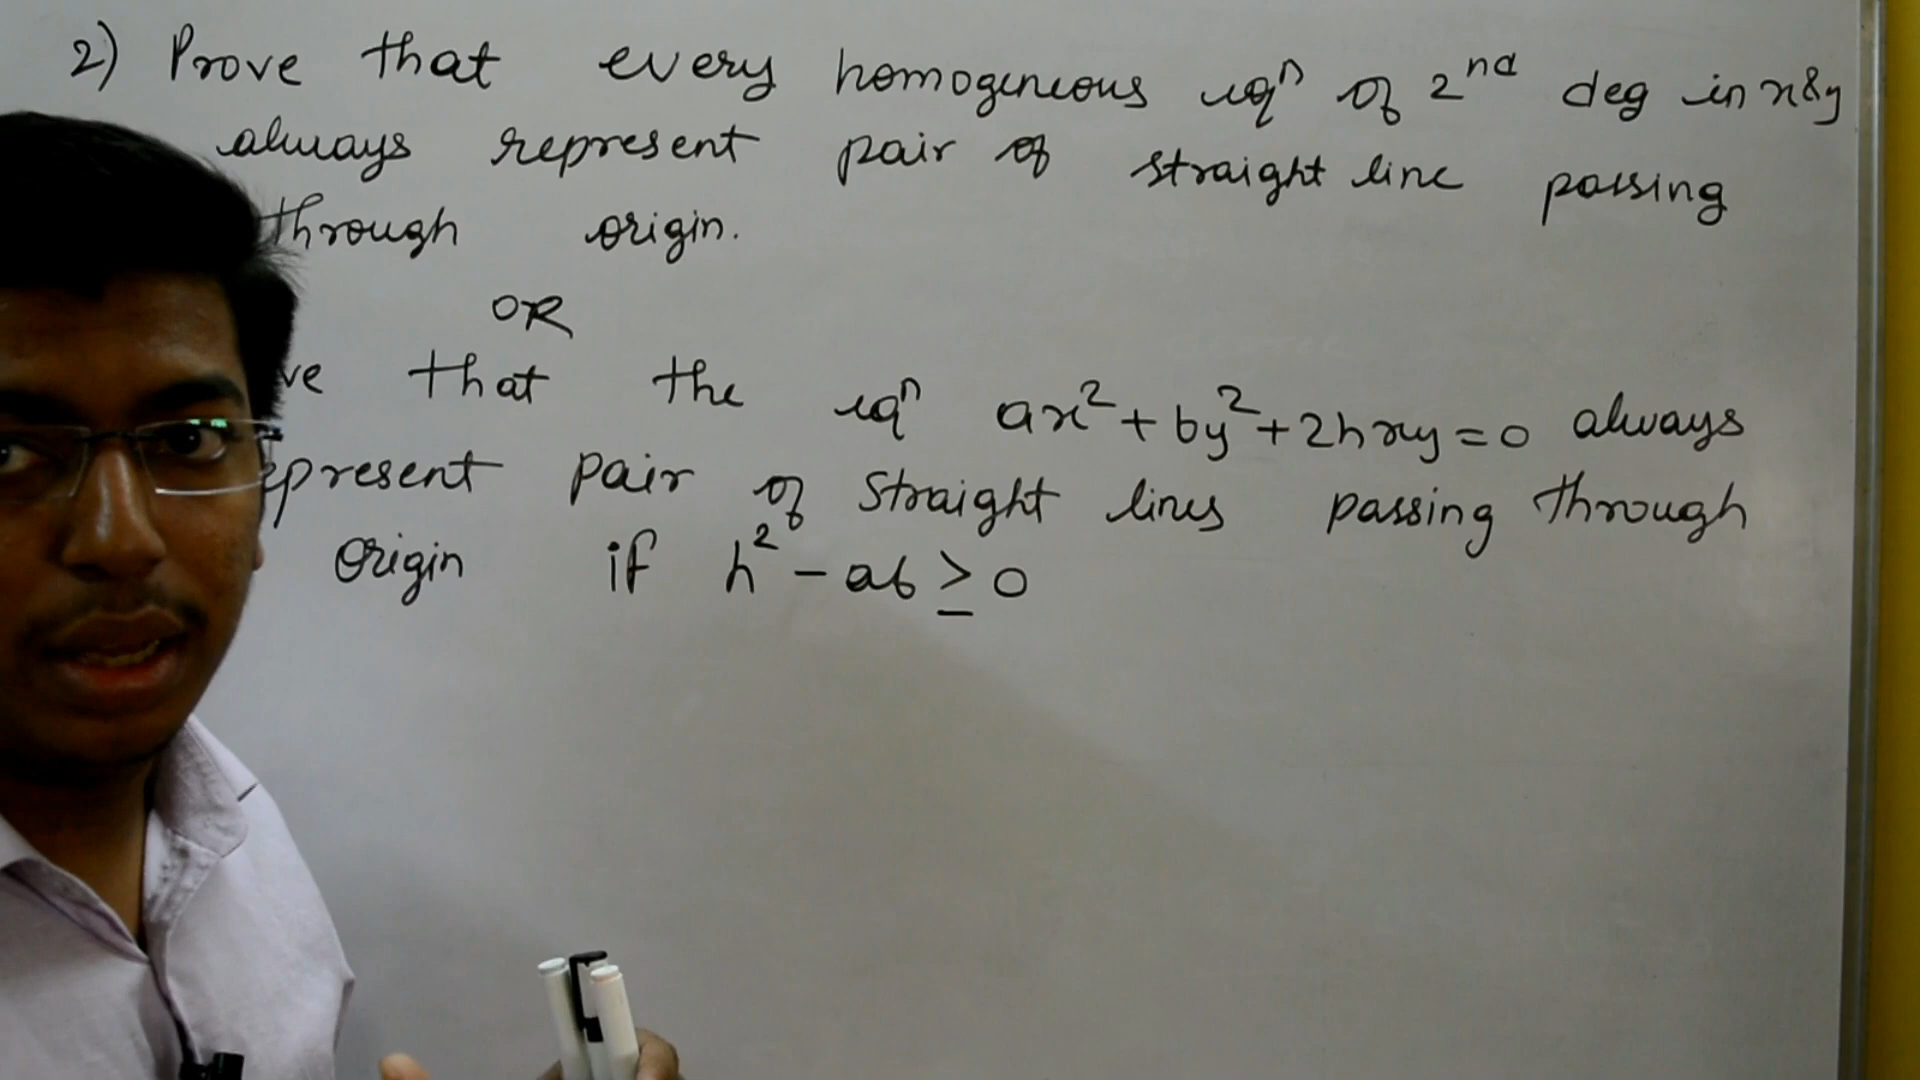 2) Prove that every homogeneous eqⁿ of 2ⁿᵈ deg in x&y
always represent pair of straight line passing
through origin.
OR
ve that the eqⁿ ax²+by²+2hxy=0 always
epresent pair of straight lines passing through
origin if h²-ab≥0